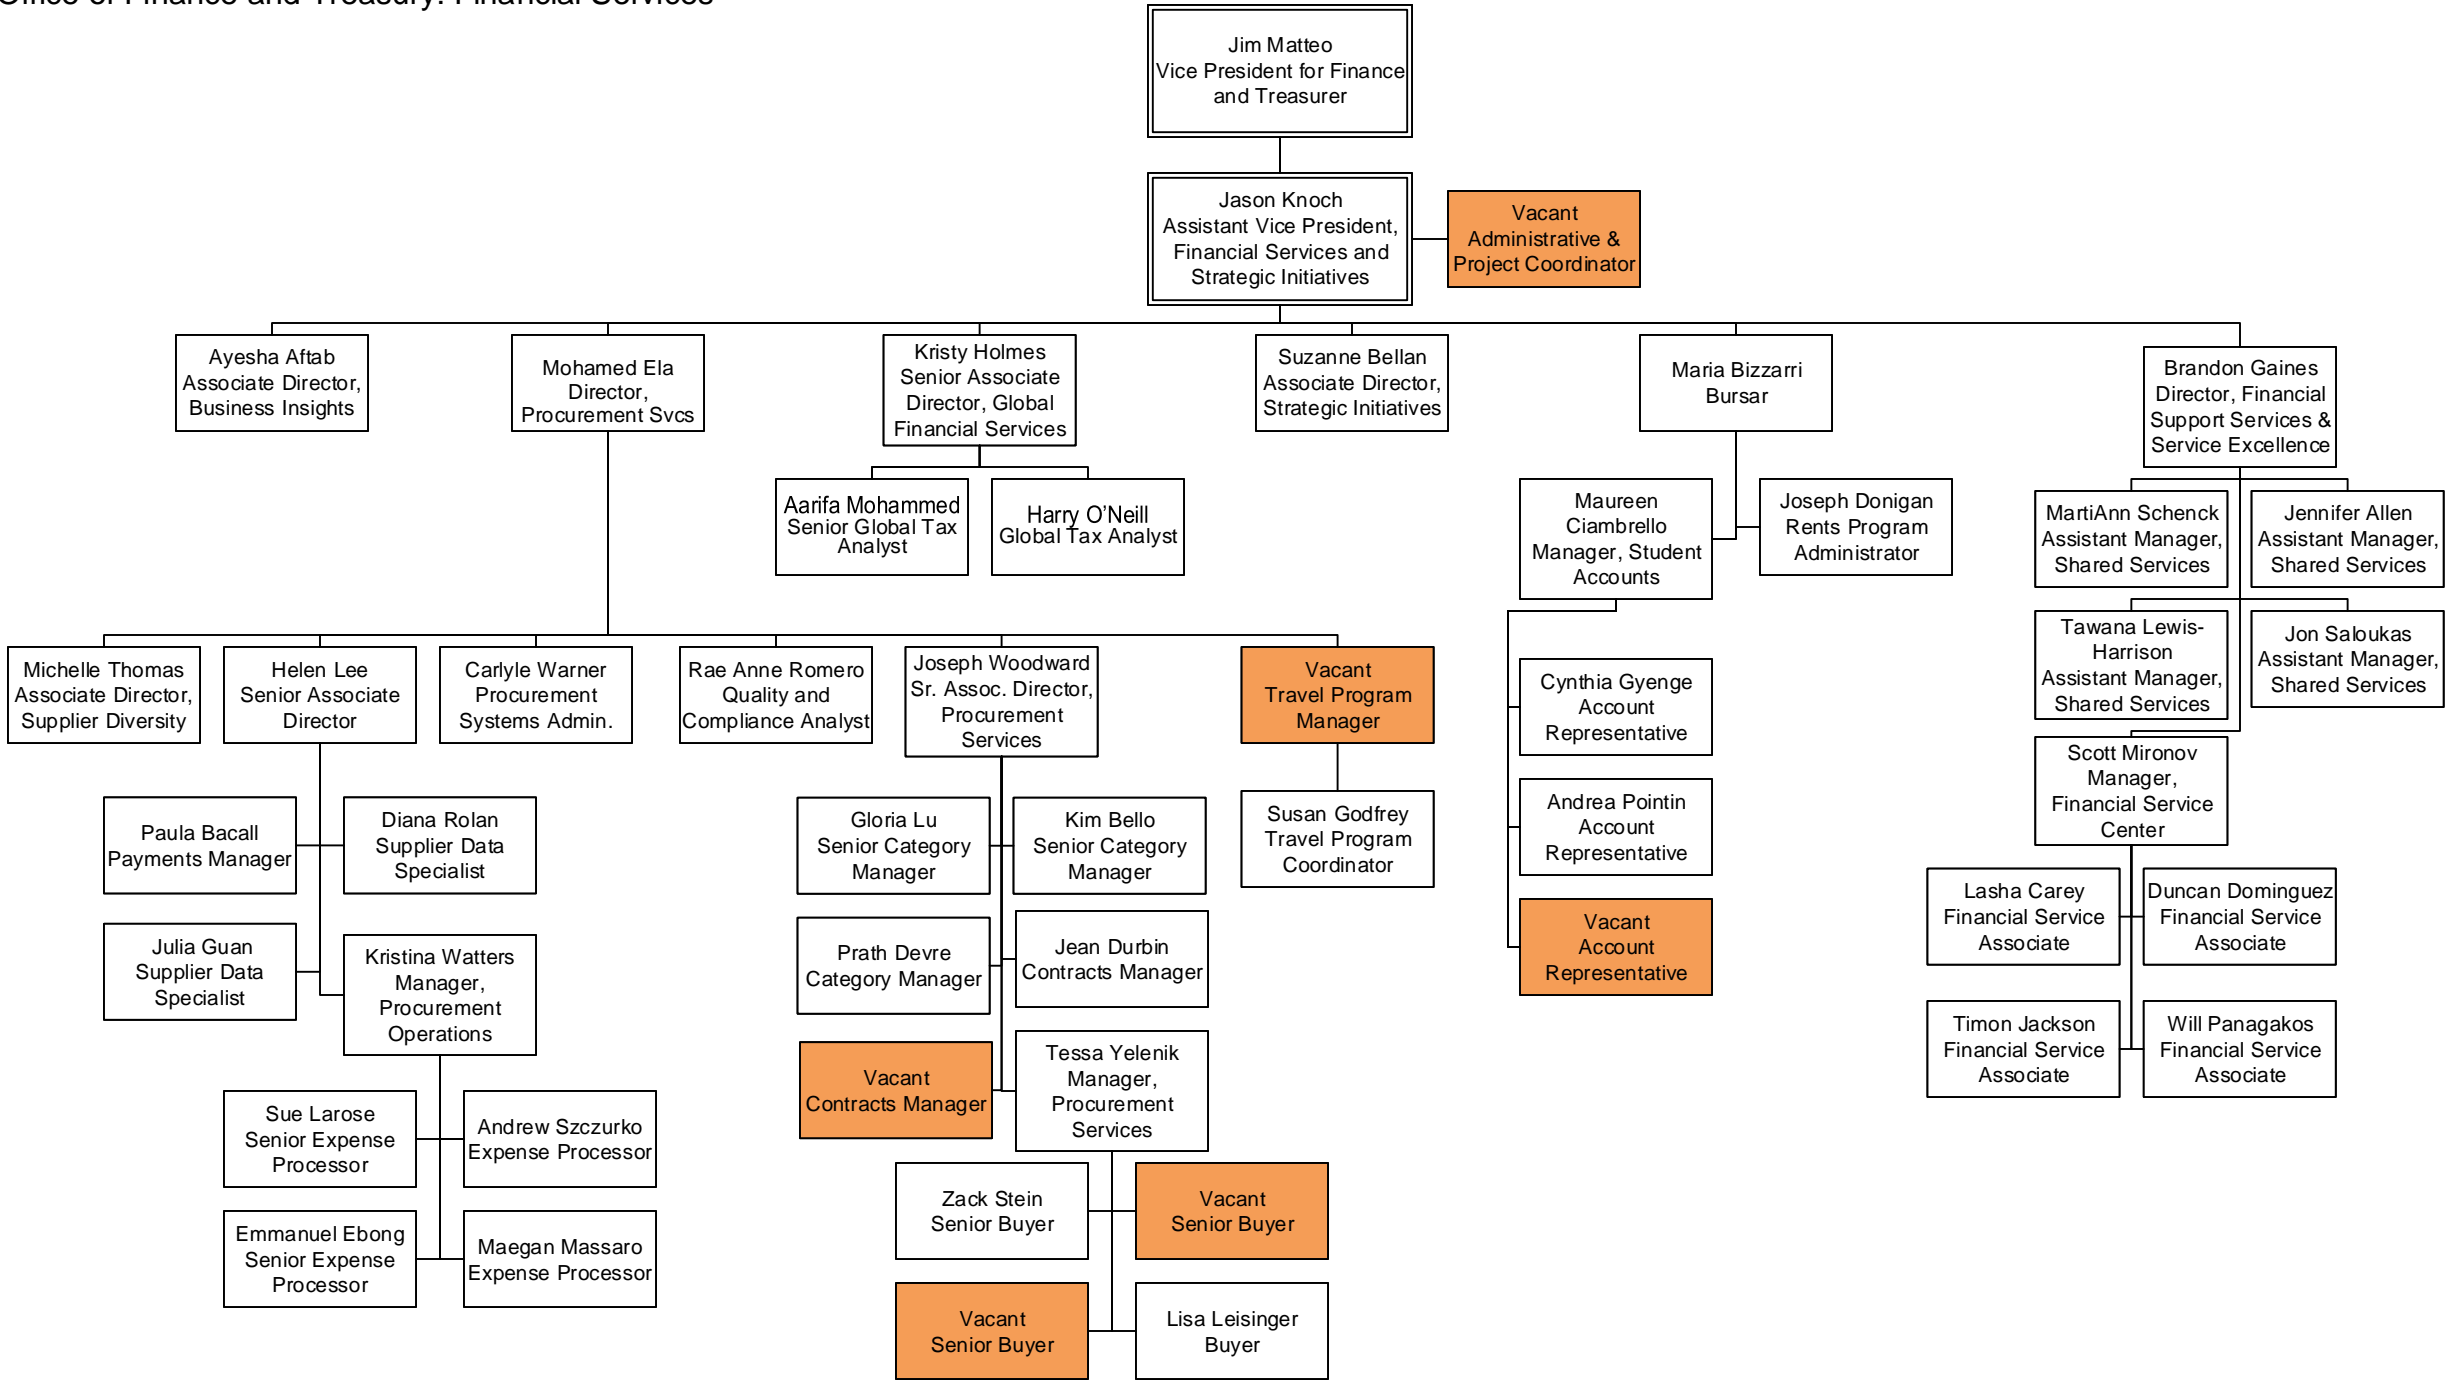 Office of Finance and Treasury: Financial Services
Jim Matteo
Vice President for Finance
and Treasurer
Jason Knoch
Assistant Vice President,
Financial Services and
Strategic Initiatives
Vacant
Administrative &
Project Coordinator
Ayesha Aftab
Associate Director,
Business Insights
Mohamed Ela
Director,
Procurement Svcs
Kristy Holmes
Senior Associate
Director, Global
Financial Services
Suzanne Bellan
Associate Director,
Strategic Initiatives
Maria Bizzarri
Bursar
Brandon Gaines
Director, Financial
Support Services &
Service Excellence
Aarifa Mohammed
Senior Global Tax
Analyst
Harry O’Neill
Global Tax Analyst
Maureen
Ciambrello
Manager, Student
Accounts
Joseph Donigan
Rents Program
Administrator
MartiAnn Schenck
Assistant Manager,
Shared Services
Jennifer Allen
Assistant Manager,
Shared Services
Tawana Lewis-
Harrison
Assistant Manager,
Shared Services
Jon Saloukas
Assistant Manager,
Shared Services
Michelle Thomas
Associate Director,
Supplier Diversity
Helen Lee
Senior Associate
Director
Carlyle Warner
Procurement
Systems Admin.
Rae Anne Romero
Quality and
Compliance Analyst
Joseph Woodward
Sr. Assoc. Director,
Procurement
Services
Vacant
Travel Program
Manager
Cynthia Gyenge
Account
Representative
Scott Mironov
Manager,
Financial Service
Center
Paula Bacall
Payments Manager
Diana Rolan
Supplier Data
Specialist
Gloria Lu
Senior Category
Manager
Kim Bello
Senior Category
Manager
Susan Godfrey
Travel Program
Coordinator
Andrea Pointin
Account
Representative
Lasha Carey
Financial Service
Associate
Duncan Dominguez
Financial Service
Associate
Julia Guan
Supplier Data
Specialist
Kristina Watters
Manager,
Procurement
Operations
Prath Devre
Category Manager
Jean Durbin
Contracts Manager
Vacant
Account
Representative
Timon Jackson
Financial Service
Associate
Will Panagakos
Financial Service
Associate
Vacant
Contracts Manager
Tessa Yelenik
Manager,
Procurement
Services
Sue Larose
Senior Expense
Processor
Andrew Szczurko
Expense Processor
Zack Stein
Senior Buyer
Vacant
Senior Buyer
Emmanuel Ebong
Senior Expense
Processor
Maegan Massaro
Expense Processor
Vacant
Senior Buyer
Lisa Leisinger
Buyer